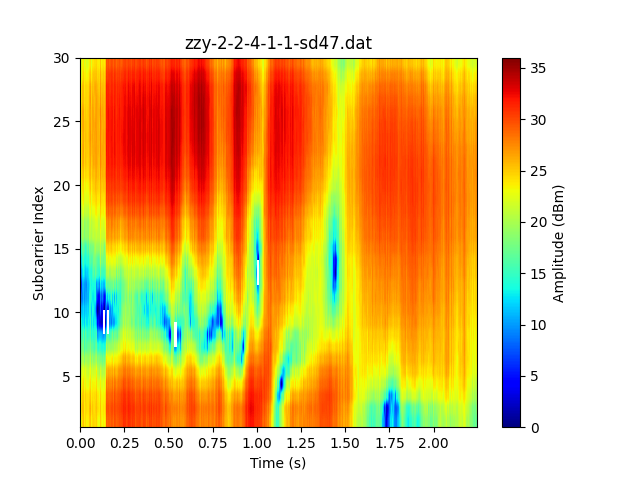 zzy-2-2-4-1-1-sd47.dat
30
25
20
15
10
5
Subcarrier Index
0.00 0.25 0.50 0.75 1.00 1.25 1.50 1.75 2.00
Time (s)
35
30
25
20
15
10
5
0
Amplitude (dBm)